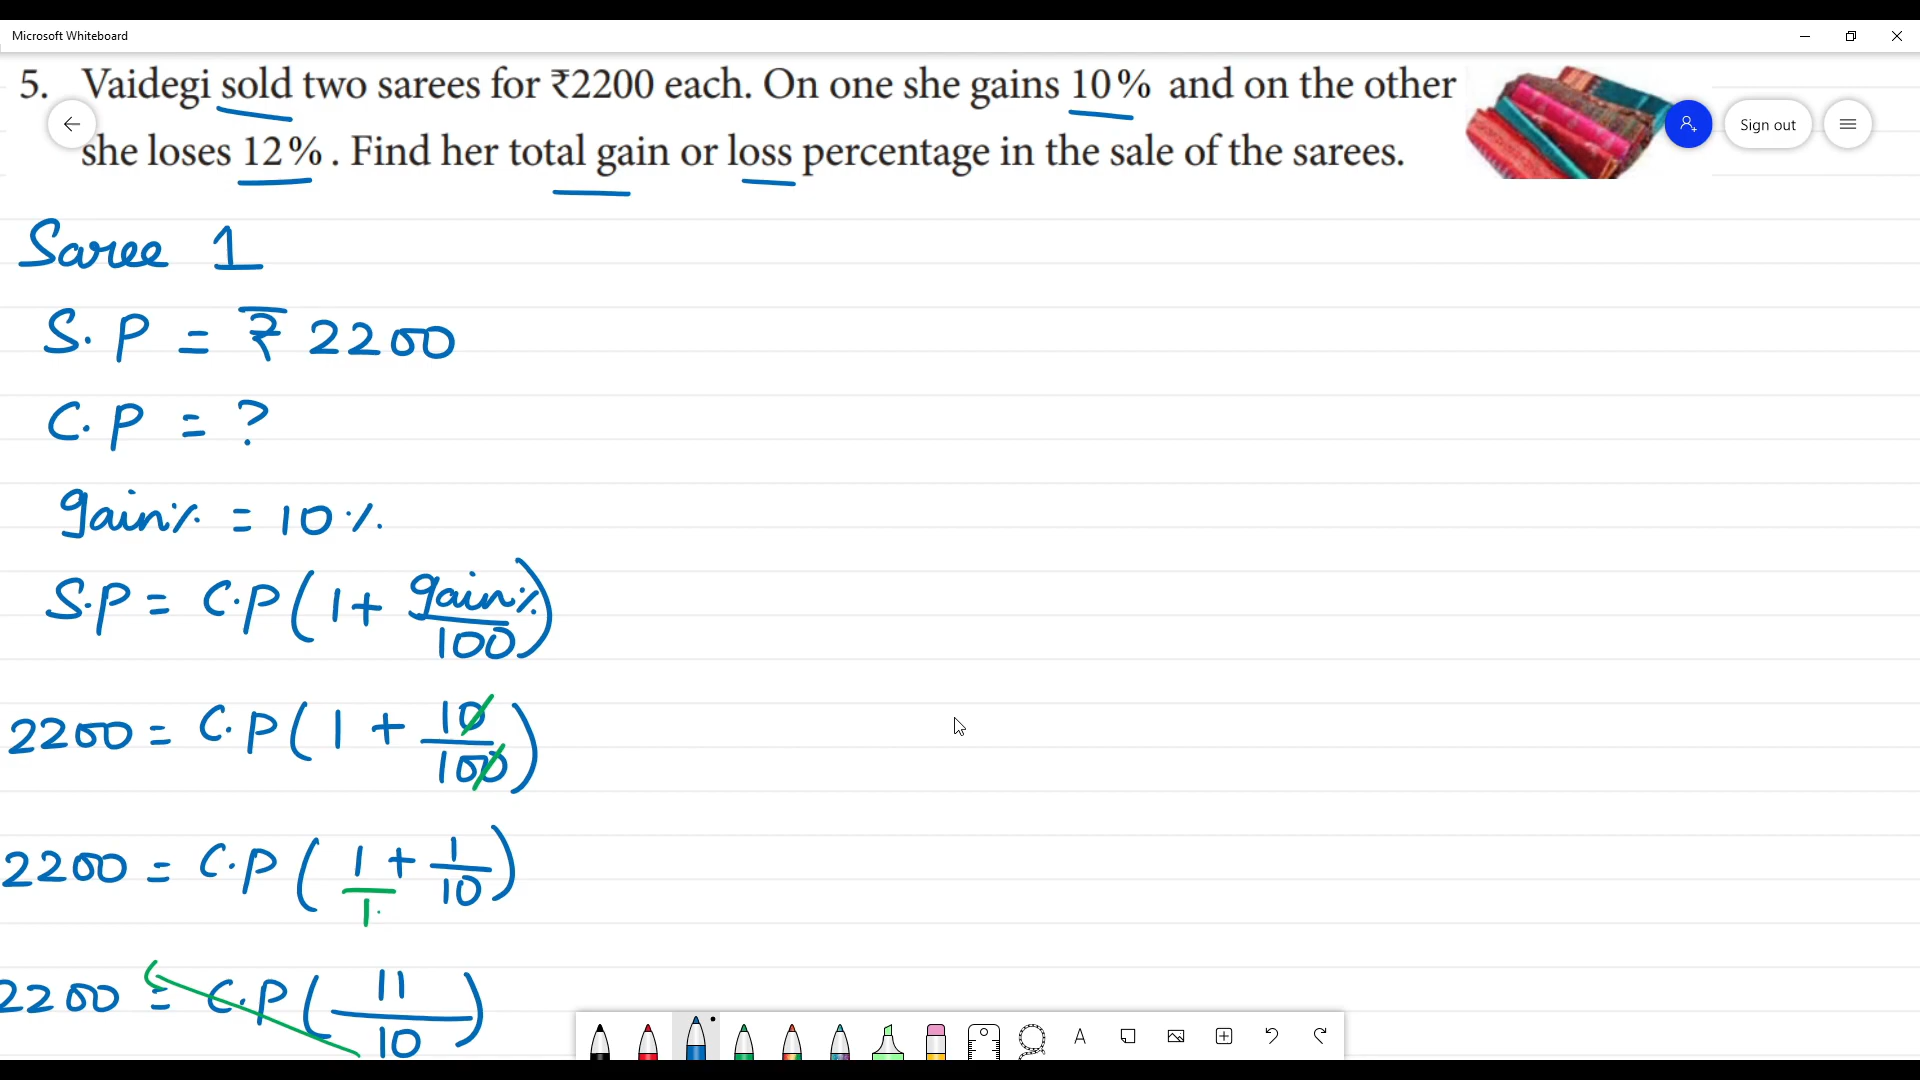 Microsoft Whiteboard
5. Vaidegi sold two sarees for ₹2200 each. On one she gains 10% and on the other
she loses 12%. Find her total gain or loss percentage in the sale of the sarees.
Sign out
Saree 1
S.P = ₹ 2200
C.P = ?
gain% = 10%
S.P = C.P ( 1 + gain% / 100 )
2200 = C.P ( 1 + 10 / 100 )
2200 = C.P ( 1 / 1 + 1 / 10 )
2200 = C.P ( 11 / 10 )
A